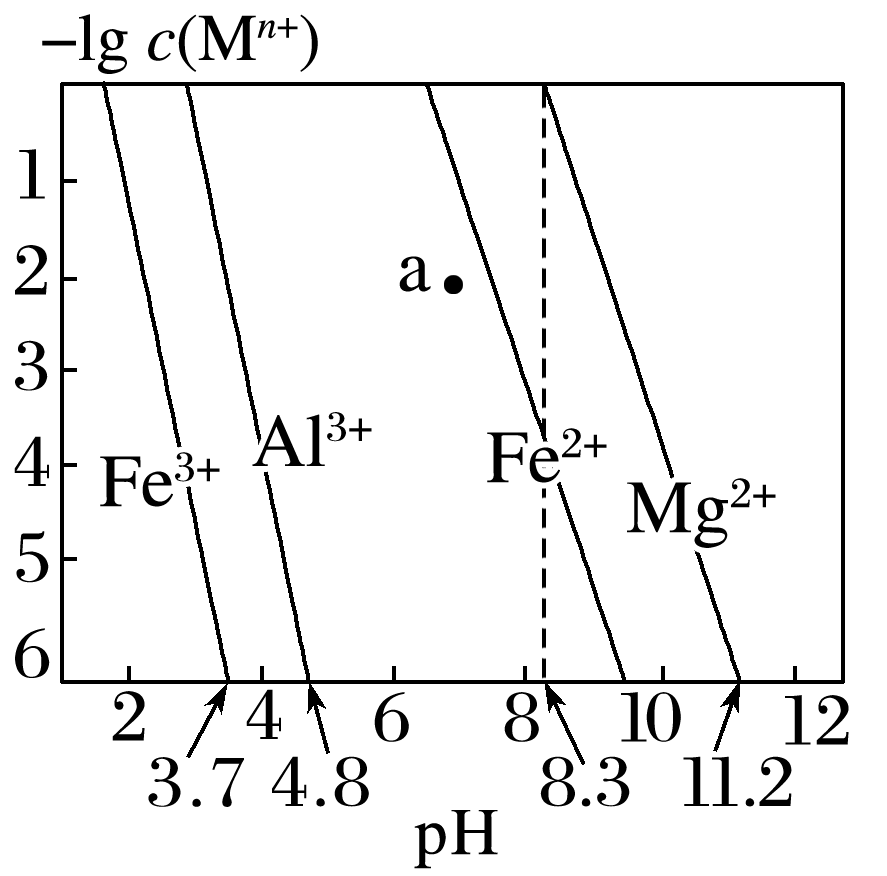 −lg c(Mⁿ⁺)
1
2
a
3
4
Fe³⁺
Al³⁺
Fe²⁺
Mg²⁺
5
6
2 4 6 8 10 12
3.7 4.8 8.3 11.2
pH